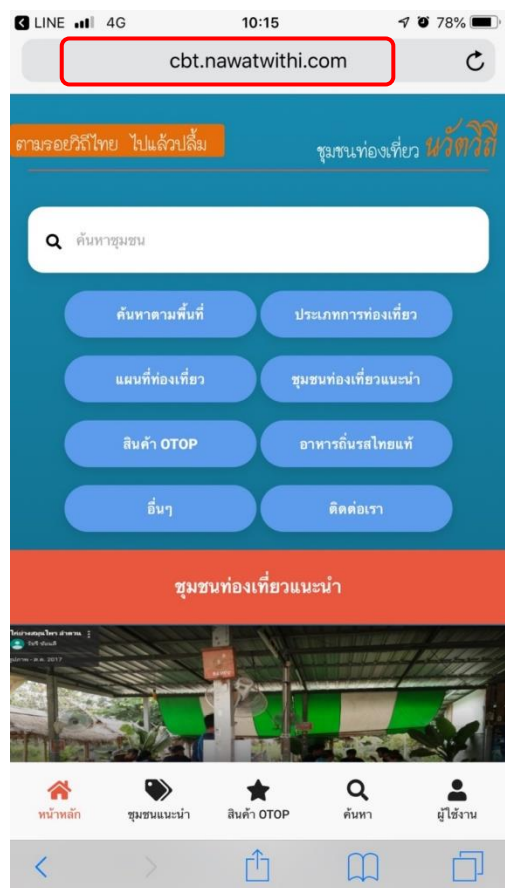 LINE 4G 10:15 78%
cbt.nawatwithi.com
ตามรอยวิถีไทย ไปแล้วปลื้ม
ชุมชนท่องเที่ยว นวัตวิถี
ค้นหาชุมชน
ค้นหาตามพื้นที่ ประเภทการท่องเที่ยว
แผนที่ท่องเที่ยว ชุมชนท่องเที่ยวแนะนำ
สินค้า OTOP อาหารถิ่นรสไทยแท้
อื่นๆ ติดต่อเรา
ชุมชนท่องเที่ยวแนะนำ
ต.ค. 2017
หน้าหลัก ชุมชนแนะนำ สินค้า OTOP ค้นหา ผู้ใช้งาน